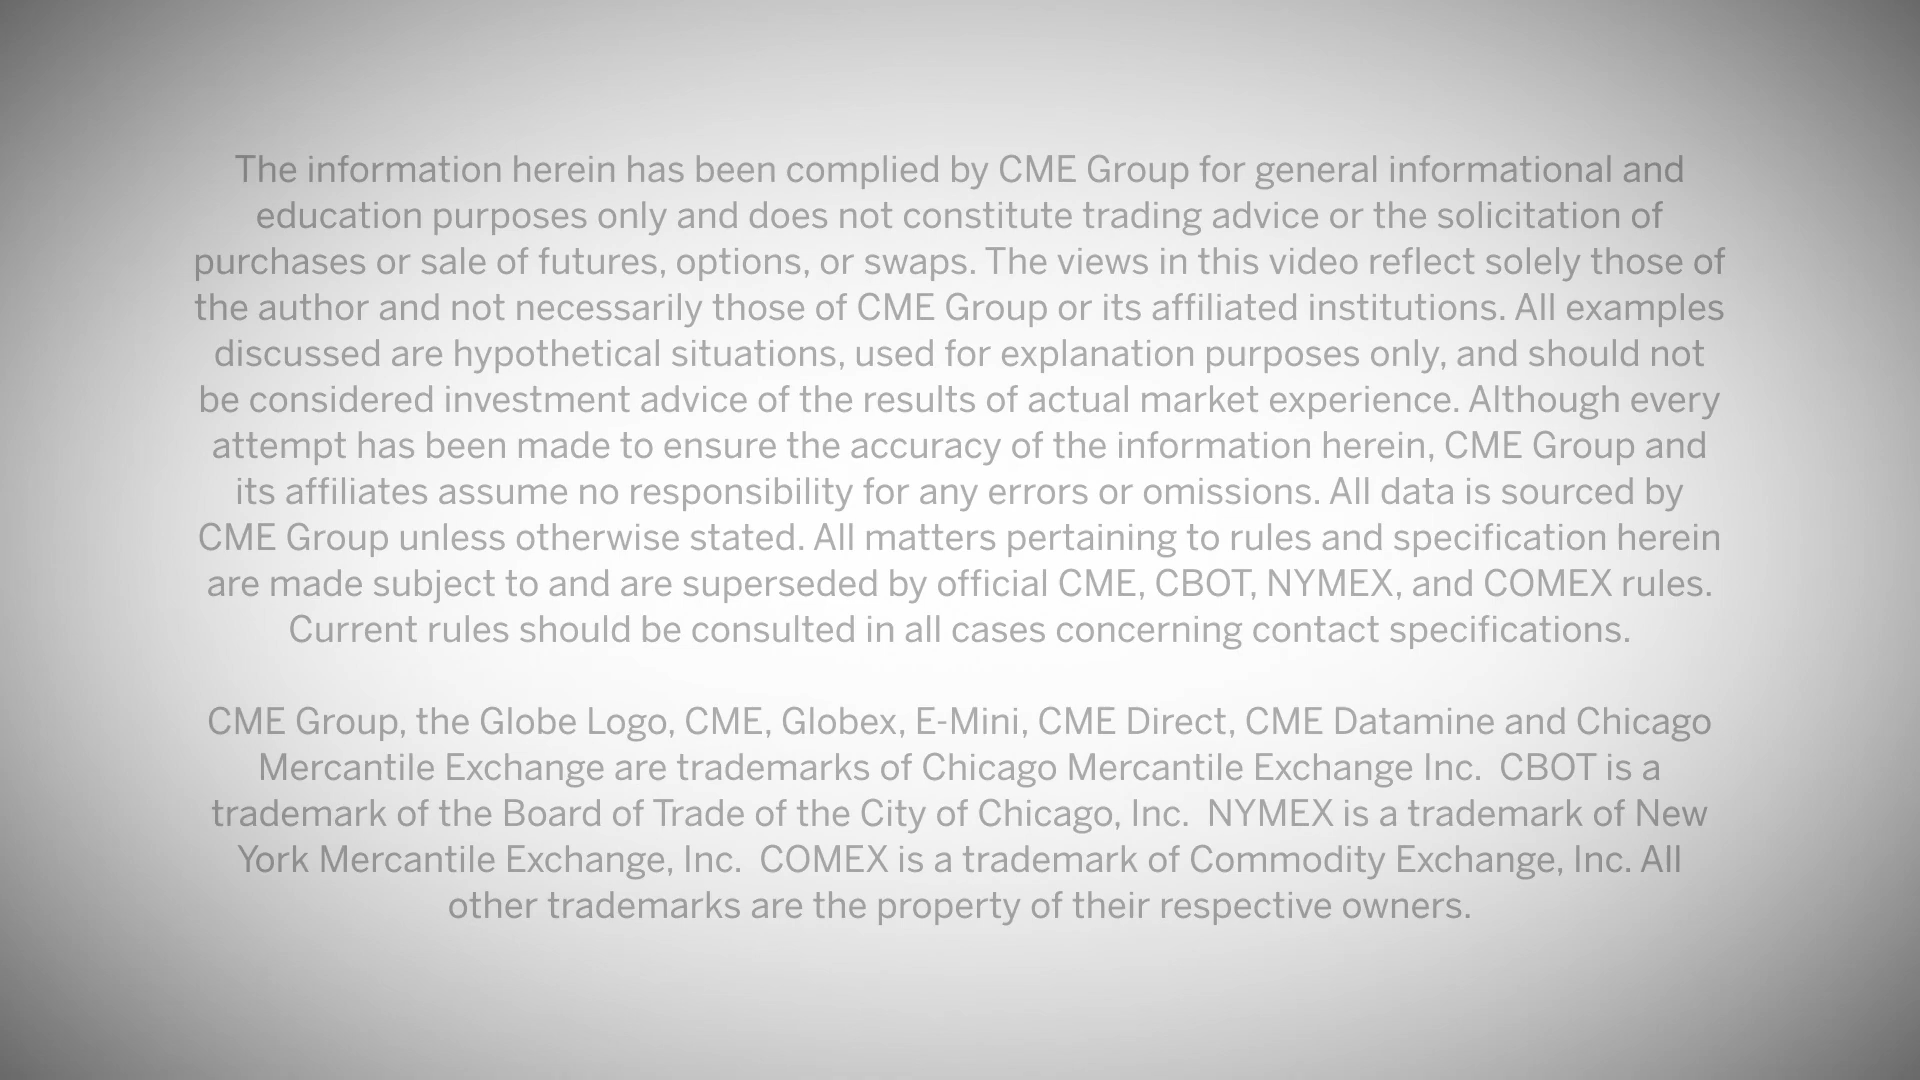 The information herein has been complied by CME Group for general informational and
education purposes only and does not constitute trading advice or the solicitation of
purchases or sale of futures, options, or swaps. The views in this video reflect solely those of
the author and not necessarily those of CME Group or its affiliated institutions. All examples
discussed are hypothetical situations, used for explanation purposes only, and should not
be considered investment advice of the results of actual market experience. Although every
attempt has been made to ensure the accuracy of the information herein, CME Group and
its affiliates assume no responsibility for any errors or omissions. All data is sourced by
CME Group unless otherwise stated. All matters pertaining to rules and specification herein
are made subject to and are superseded by official CME, CBOT, NYMEX, and COMEX rules.
Current rules should be consulted in all cases concerning contact specifications.
CME Group, the Globe Logo, CME, Globex, E-Mini, CME Direct, CME Datamine and Chicago
Mercantile Exchange are trademarks of Chicago Mercantile Exchange Inc.  CBOT is a
trademark of the Board of Trade of the City of Chicago, Inc.  NYMEX is a trademark of New
York Mercantile Exchange, Inc.  COMEX is a trademark of Commodity Exchange, Inc. All
other trademarks are the property of their respective owners.